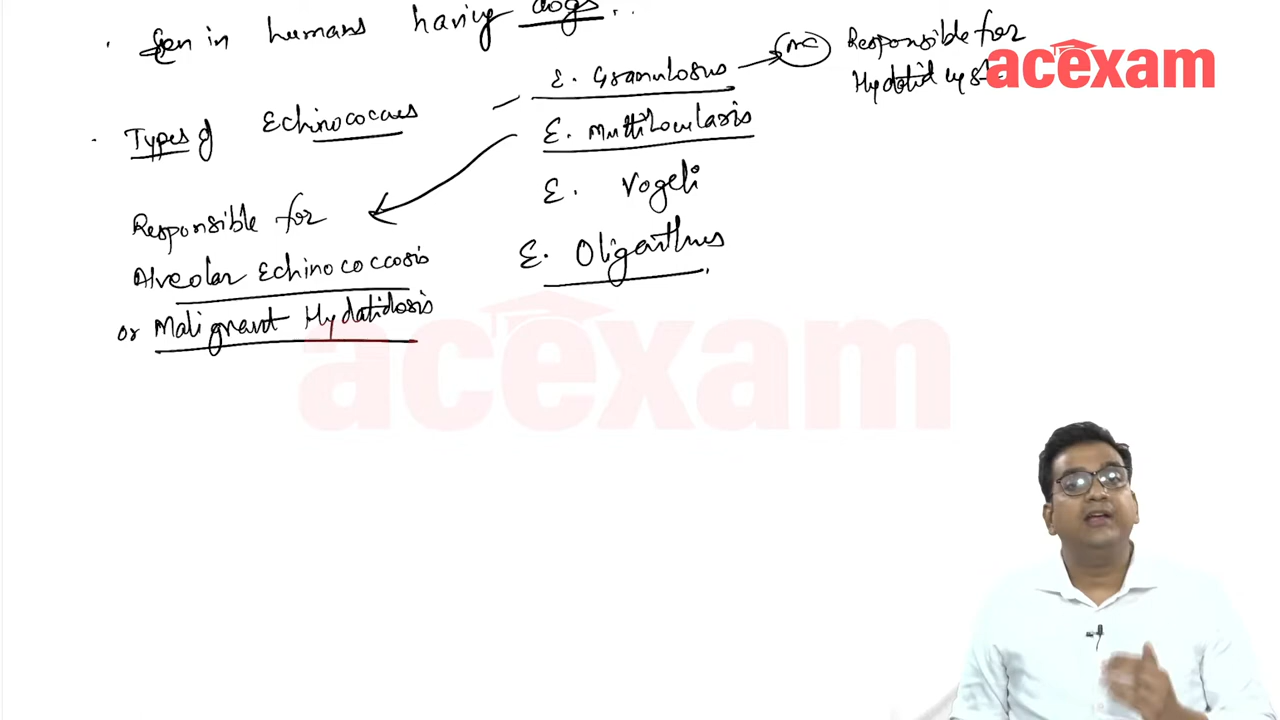 · Seen in humans having dogs..
· Types of Echinococcus
E. Granulosus → mc Responsible for Hydatid cyst
E. Multilocularis
E. Vogeli
E. Oliganthus
Responsible for
Alveolar Echinococcosis
or Malignant Hydatidosis
acexam
acexam